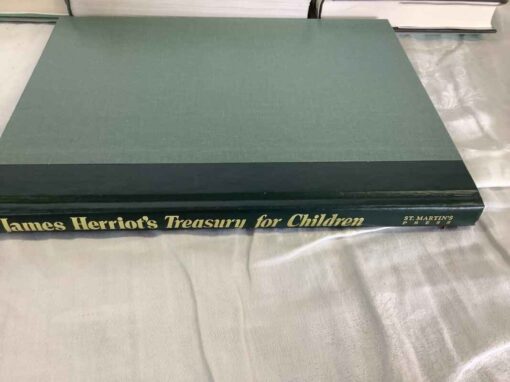 James Herriot's Treasury for Children
ST. MARTIN'S
PRESS